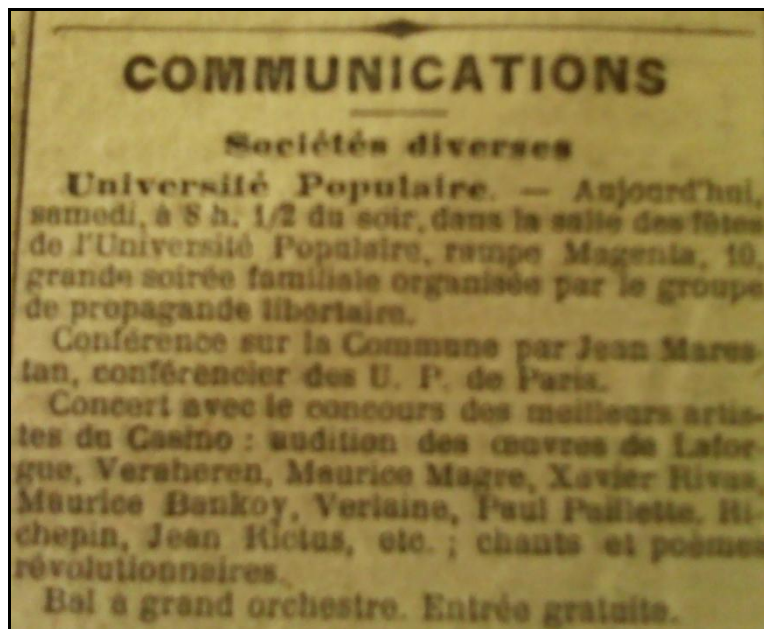 COMMUNICATIONS
Sociétés diverses
Université Populaire. — Aujourd'hui,
samedi, à 8 h. 1/2 du soir, dans la salle des fêtes
de l'Université Populaire, rampe Magenta, 10,
grande soirée familiale organisée par le groupe
de propagande libertaire.
Conférence sur la Commune par Jean Mares-
tan, conférencier des U. P. de Paris.
Concert avec le concours des meilleurs artis-
tes du Casino : audition des œuvres de Lafor-
gue, Veraheren, Maurice Magre, Xavier Rivas,
Maurice Verlaine, Paul Paillette, Ri-
chepin, Jean Rictus, etc. ; chants et poèmes
révolutionnaires.
Bal à grand orchestre. Entrée gratuite.